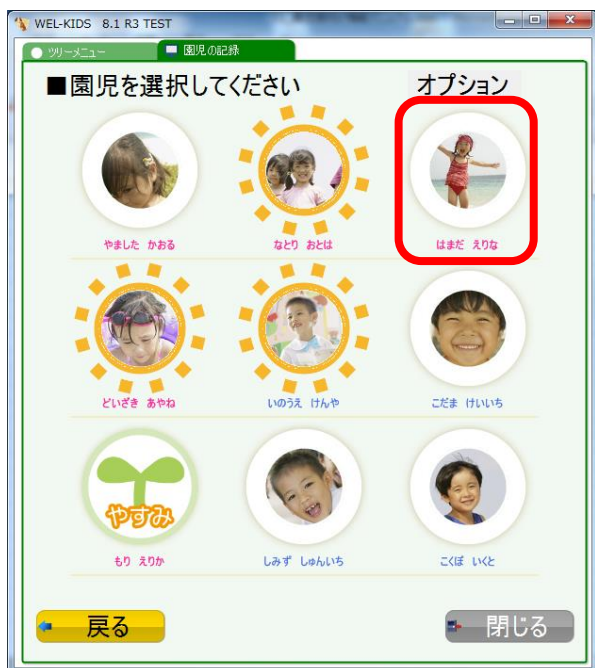 WEL-KIDS 8.1 R3 TEST
ツリーメニュー 園児の記録
■園児を選択してください オプション
やました かおる なとり おとは はまだ えりな
どいざき あやね いのうえ けんや こだま けいいち
やすみ
もり えりか しみず しゅんいち こくぼ いくと
戻る 閉じる